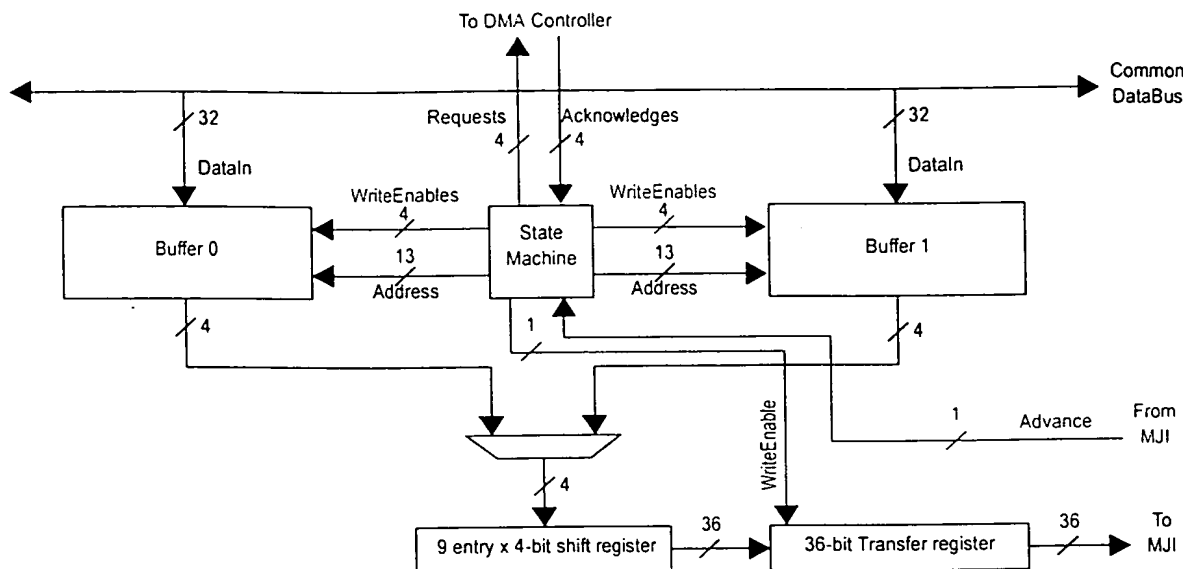 To DMA Controller
Common
DataBus
32
Requests
4
Acknowledges
4
32
DataIn
DataIn
WriteEnables
4
WriteEnables
4
Buffer 0
State
Machine
Buffer 1
13
Address
13
Address
4
1
4
WriteEnable
1
Advance
From
MJI
4
9 entry x 4-bit shift register
36
36-bit Transfer register
36
To
MJI